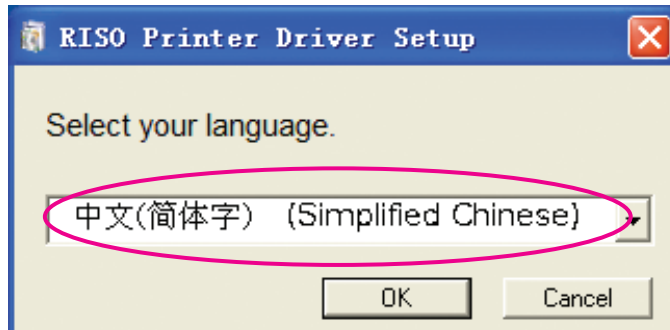 RISO Printer Driver Setup
Select your language.
中文(简体字) (Simplified Chinese)
OK Cancel